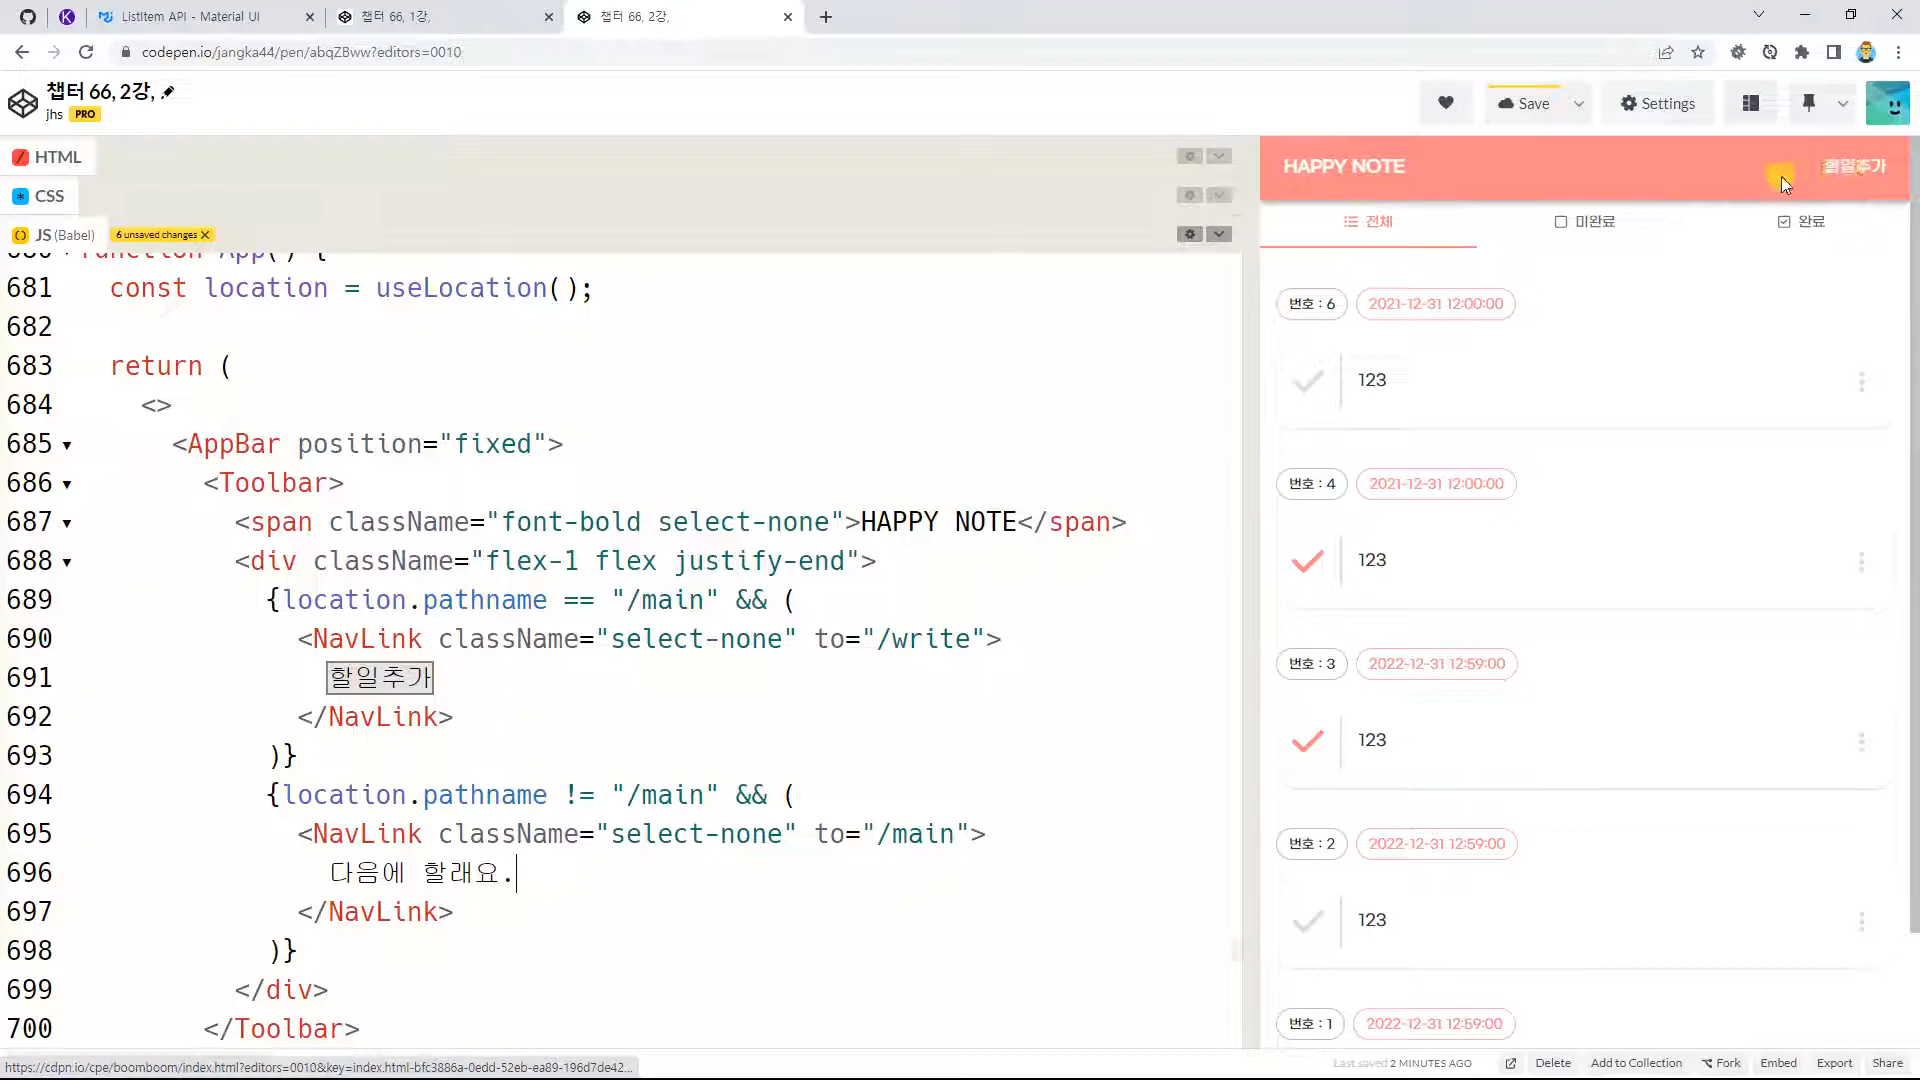 ListItem API - Material UI
챕터 66, 1강,
챕터 66, 2강,
codepen.io/jangka44/pen/abqZBww?editors=0010
챕터 66, 2강,
jhs PRO
Save
Settings
HTML
CSS
JS (Babel) 6 unsaved changes
680 function App() {
681 const location = useLocation();
682
683 return (
684 <>
685 <AppBar position="fixed">
686 <Toolbar>
687 <span className="font-bold select-none">HAPPY NOTE</span>
688 <div className="flex-1 flex justify-end">
689 {location.pathname == "/main" && (
690 <NavLink className="select-none" to="/write">
691 할일추가
692 </NavLink>
693 )}
694 {location.pathname != "/main" && (
695 <NavLink className="select-none" to="/main">
696 다음에 할래요.
697 </NavLink>
698 )}
699 </div>
700 </Toolbar>
HAPPY NOTE 할일추가
전체 미완료 완료
번호 : 6 2021-12-31 12:00:00
123
번호 : 4 2021-12-31 12:00:00
123
번호 : 3 2022-12-31 12:59:00
123
번호 : 2 2022-12-31 12:59:00
123
번호 : 1 2022-12-31 12:59:00
https://cdpn.io/cpe/boomboom/index.html?editors=0010&key=index.html-bfc3886a-0edd-52eb-ea89-196d7de42...
Last saved 2 MINUTES AGO Delete Add to Collection Fork Embed Export Share